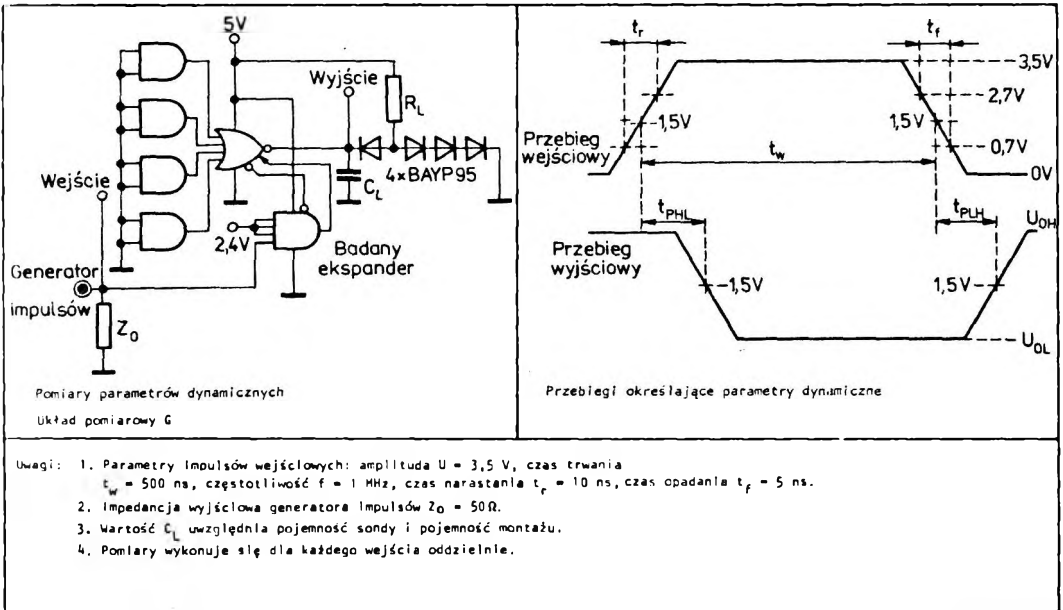 5V
Wyjście
R_L
4×BAYP95
C_L
Wejście
2,4V
Badany
ekspander
Generator
impulsów
Z_0
Pomiary parametrów dynamicznych
Układ pomiarowy G
t_r
t_f
3,5V
2,7V
1,5V
1,5V
0,7V
0V
Przebieg
wejściowy
t_w
t_PHL
t_PLH
U_OH
Przebieg
wyjściowy
1,5V
1,5V
U_OL
Przebiegi określające parametry dynamiczne
Uwagi: 1. Parametry impulsów wejściowych: amplituda U = 3,5 V, czas trwania
t_w = 500 ns, częstotliwość f = 1 MHz, czas narastania t_r = 10 ns, czas opadania t_f = 5 ns.
2. Impedancja wyjściowa generatora impulsów Z_0 = 50Ω.
3. Wartość C_L uwzględnia pojemność sondy i pojemność montażu.
4. Pomiary wykonuje się dla każdego wejścia oddzielnie.